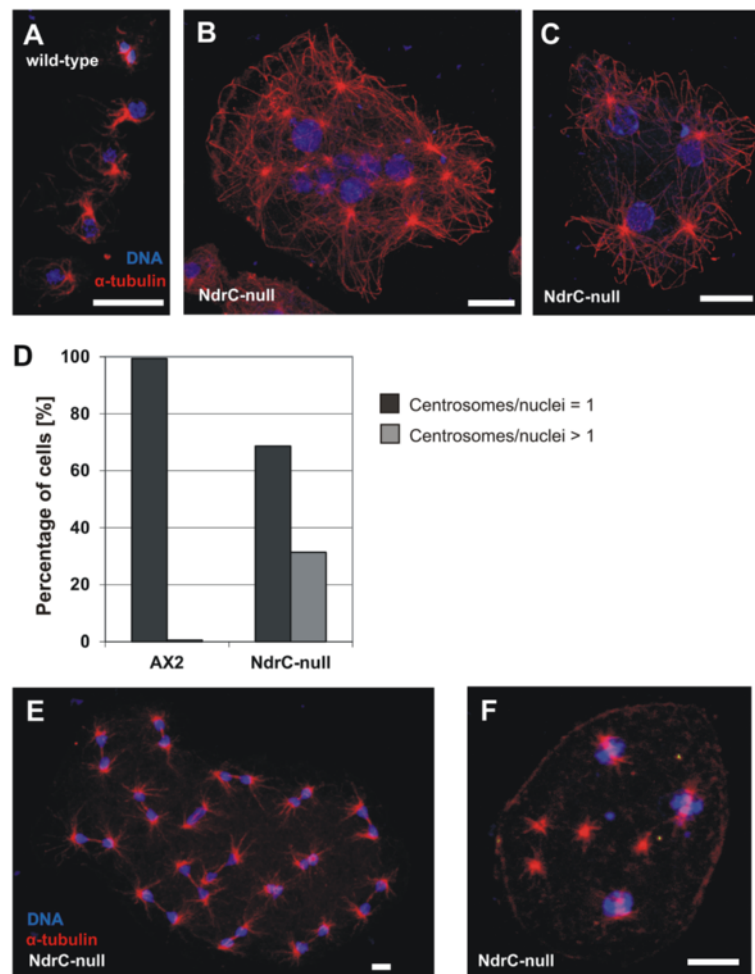 A
wild-type
DNA
α-tubulin
B
NdrC-null
C
NdrC-null
D
Percentage of cells [%]
100
80
60
40
20
0
AX2
NdrC-null
Centrosomes/nuclei = 1
Centrosomes/nuclei > 1
E
DNA
α-tubulin
NdrC-null
F
NdrC-null